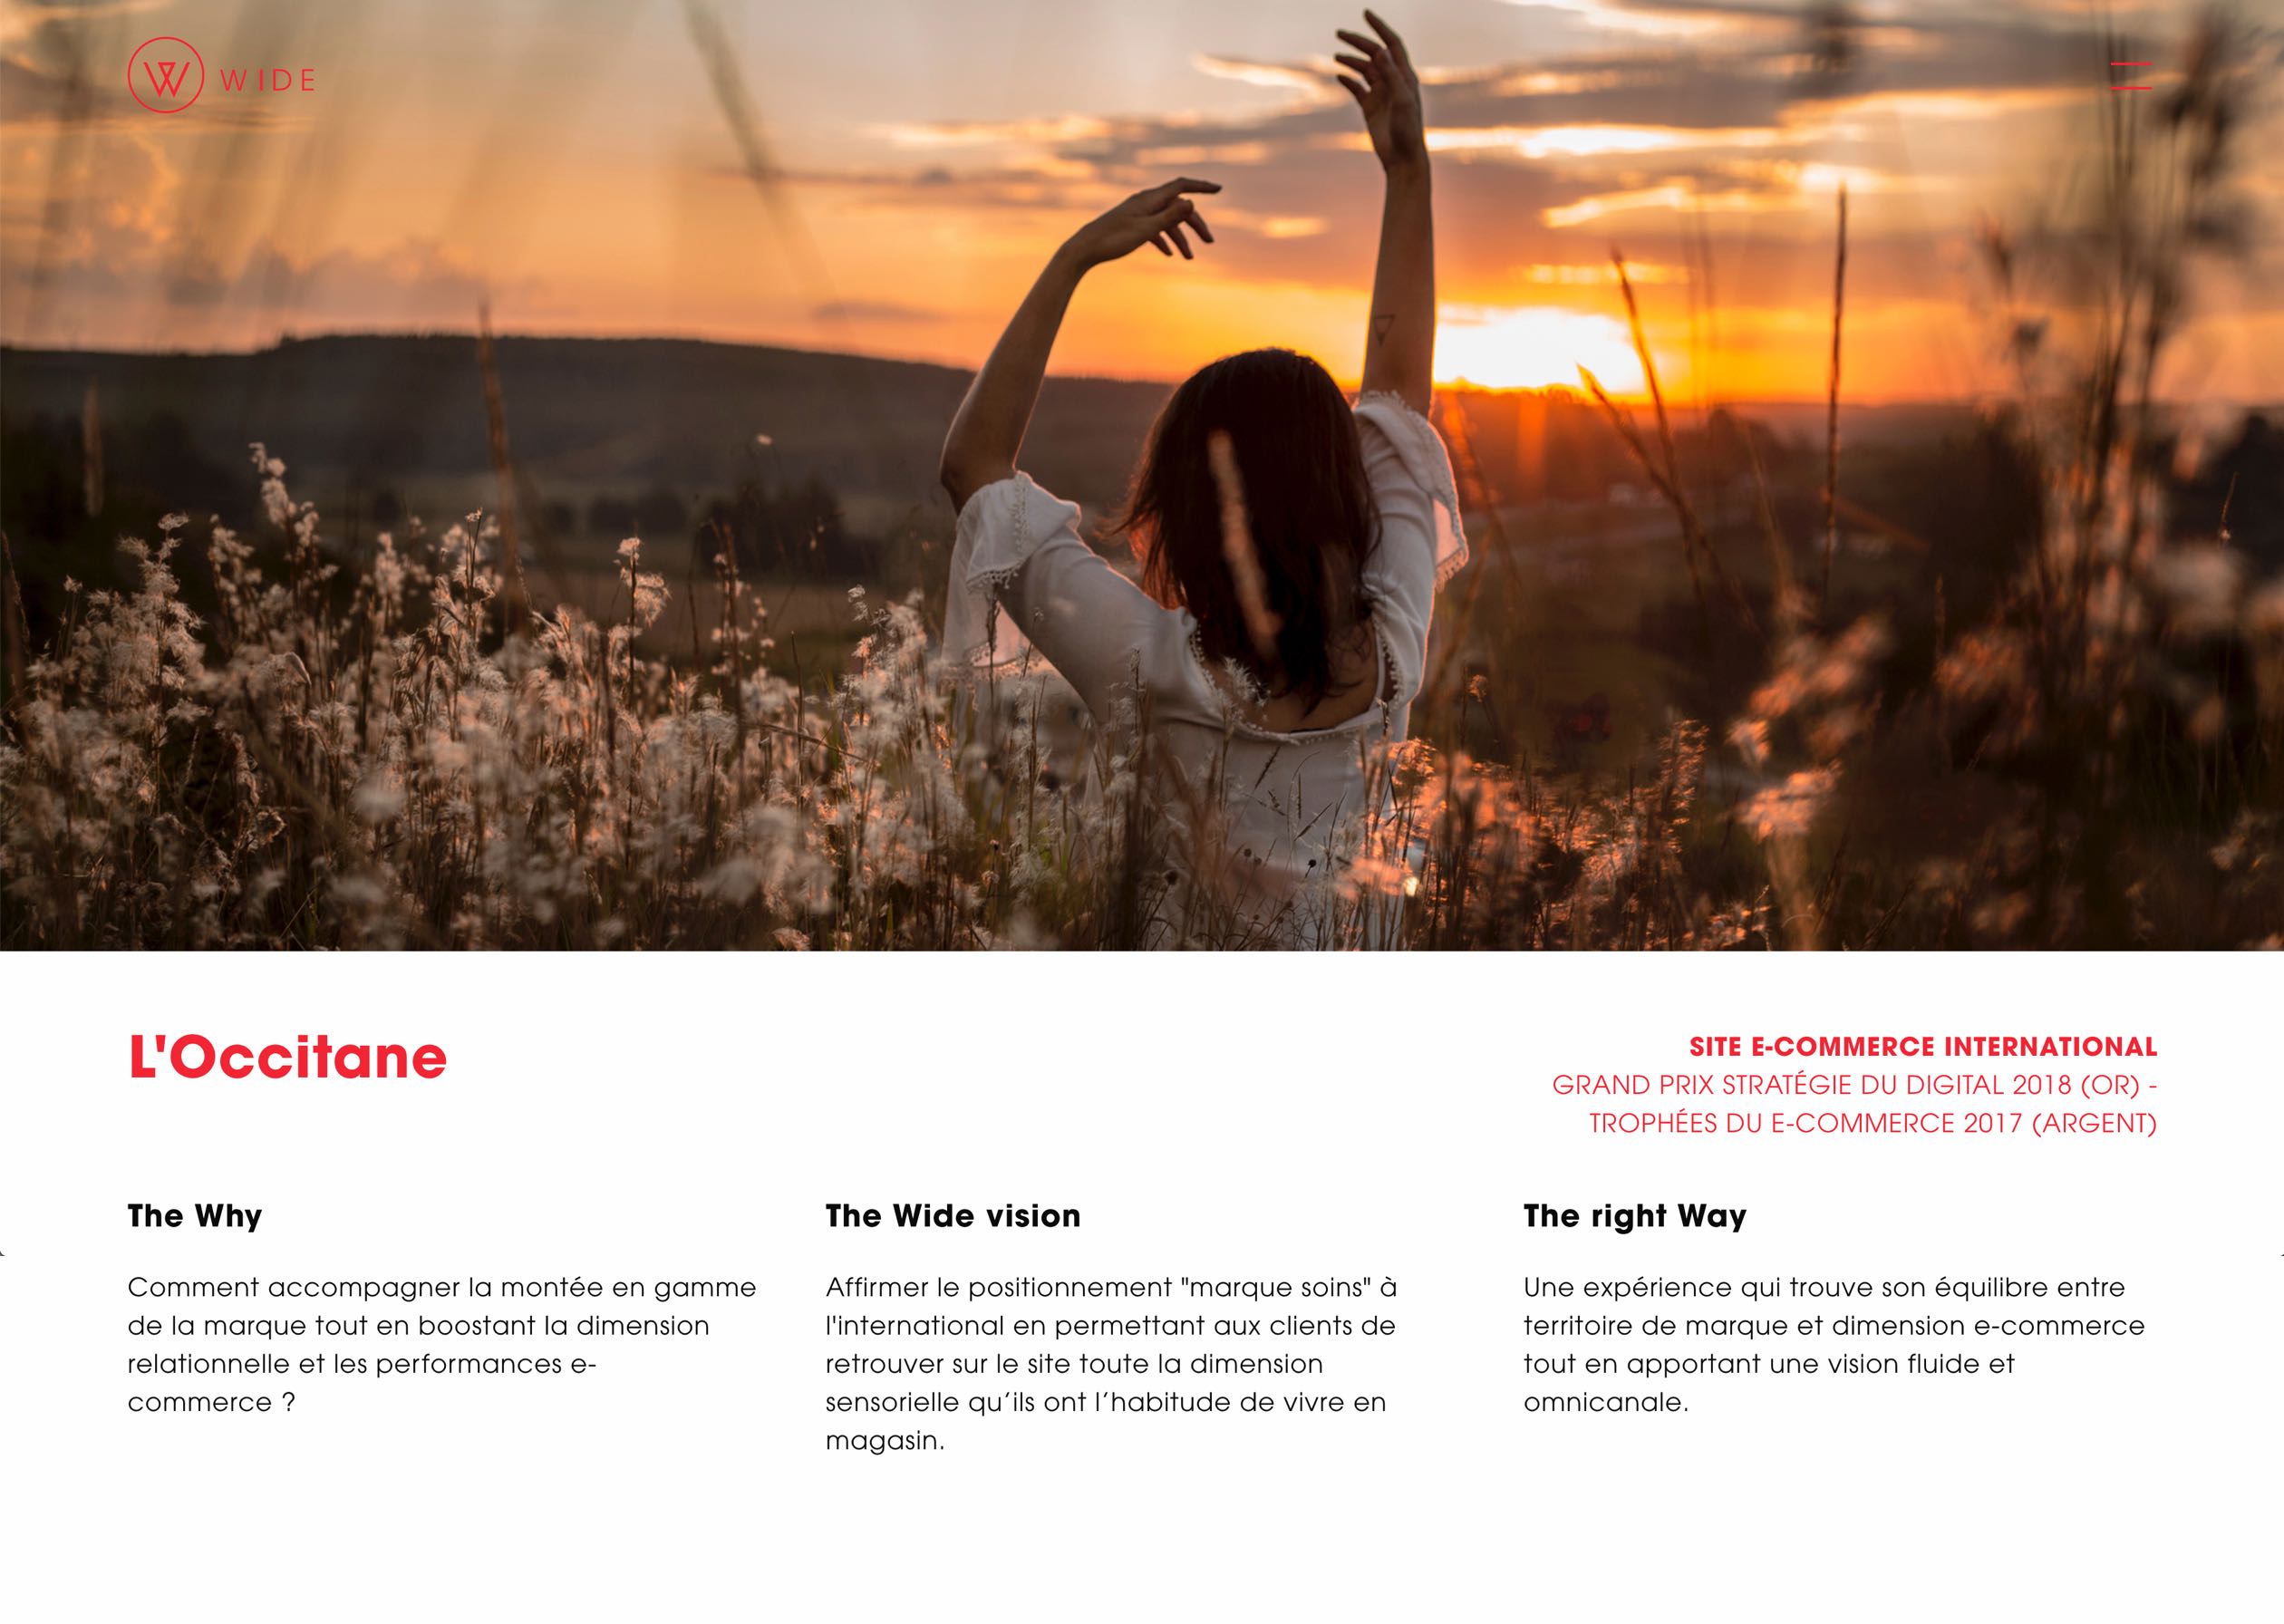 WIDE
L'Occitane
SITE E-COMMERCE INTERNATIONAL
GRAND PRIX STRATÉGIE DU DIGITAL 2018 (OR) -
TROPHÉES DU E-COMMERCE 2017 (ARGENT)
The Why
Comment accompagner la montée en gamme
de la marque tout en boostant la dimension
relationnelle et les performances e-
commerce ?
The Wide vision
Affirmer le positionnement "marque soins" à
l'international en permettant aux clients de
retrouver sur le site toute la dimension
sensorielle qu’ils ont l’habitude de vivre en
magasin.
The right Way
Une expérience qui trouve son équilibre entre
territoire de marque et dimension e-commerce
tout en apportant une vision fluide et
omnicanale.